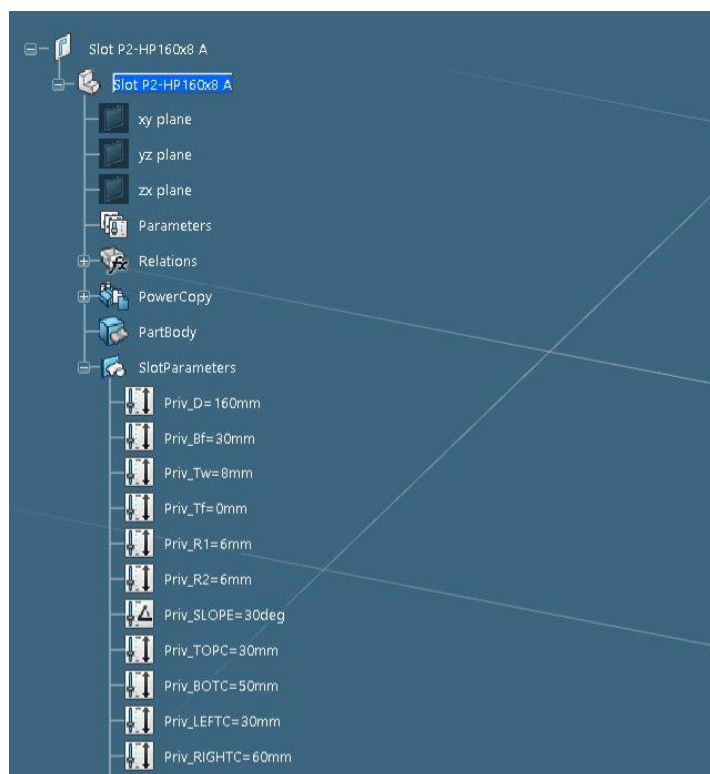 Slot P2-HP160x8 A
Slot P2-HP160x8 A
xy plane
yz plane
zx plane
Parameters
Relations
PowerCopy
PartBody
SlotParameters
Priv_D=160mm
Priv_Bf=30mm
Priv_Tw=8mm
Priv_Tf=0mm
Priv_R1=6mm
Priv_R2=6mm
Priv_SLOPE=30deg
Priv_TOPC=30mm
Priv_BOTC=50mm
Priv_LEFTC=30mm
Priv_RIGHTC=60mm